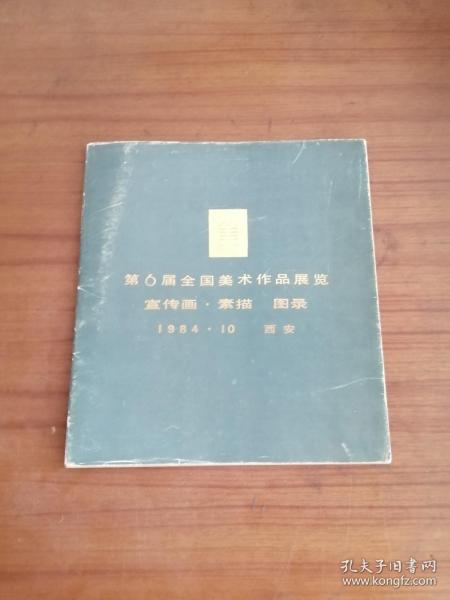 第6届全国美术作品展览
宣传画·素描 图录
1984·10 西安
孔夫子旧书网
www.kongfz.com